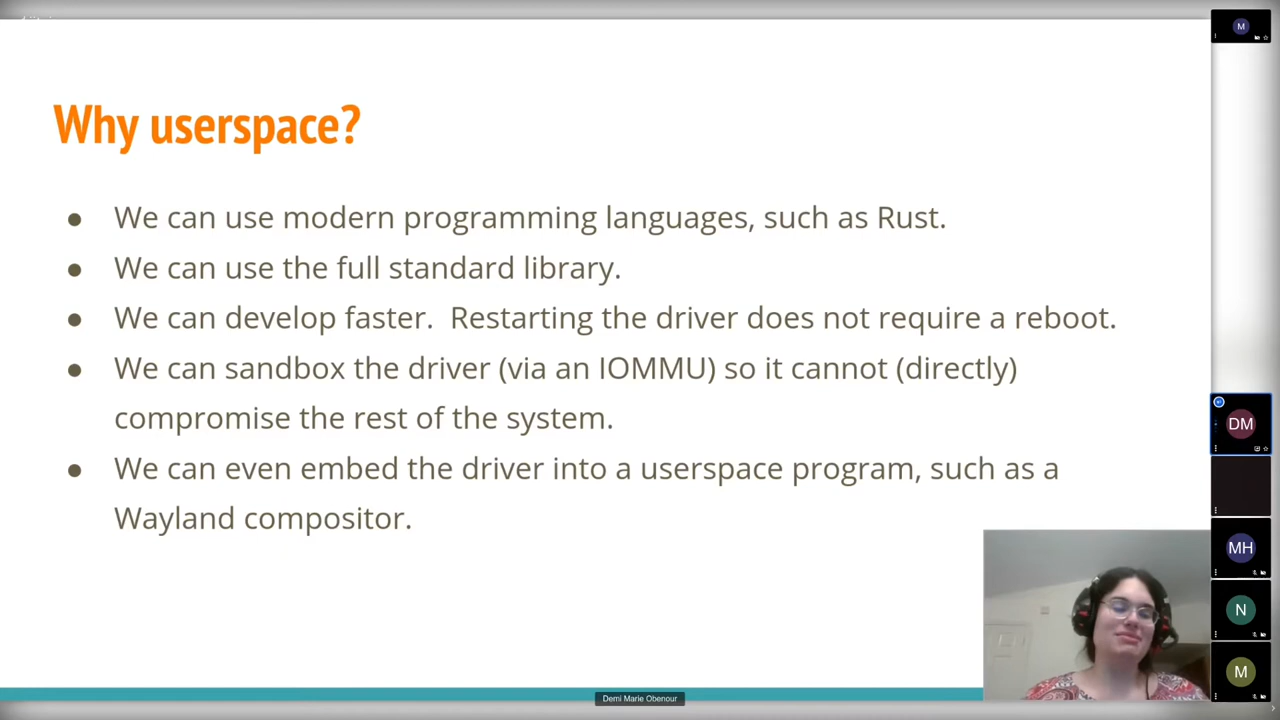 Why userspace?
● We can use modern programming languages, such as Rust.
● We can use the full standard library.
● We can develop faster.  Restarting the driver does not require a reboot.
● We can sandbox the driver (via an IOMMU) so it cannot (directly)
compromise the rest of the system.
● We can even embed the driver into a userspace program, such as a
Wayland compositor.
Demi Marie Obenour
M
DM
MH
N
M